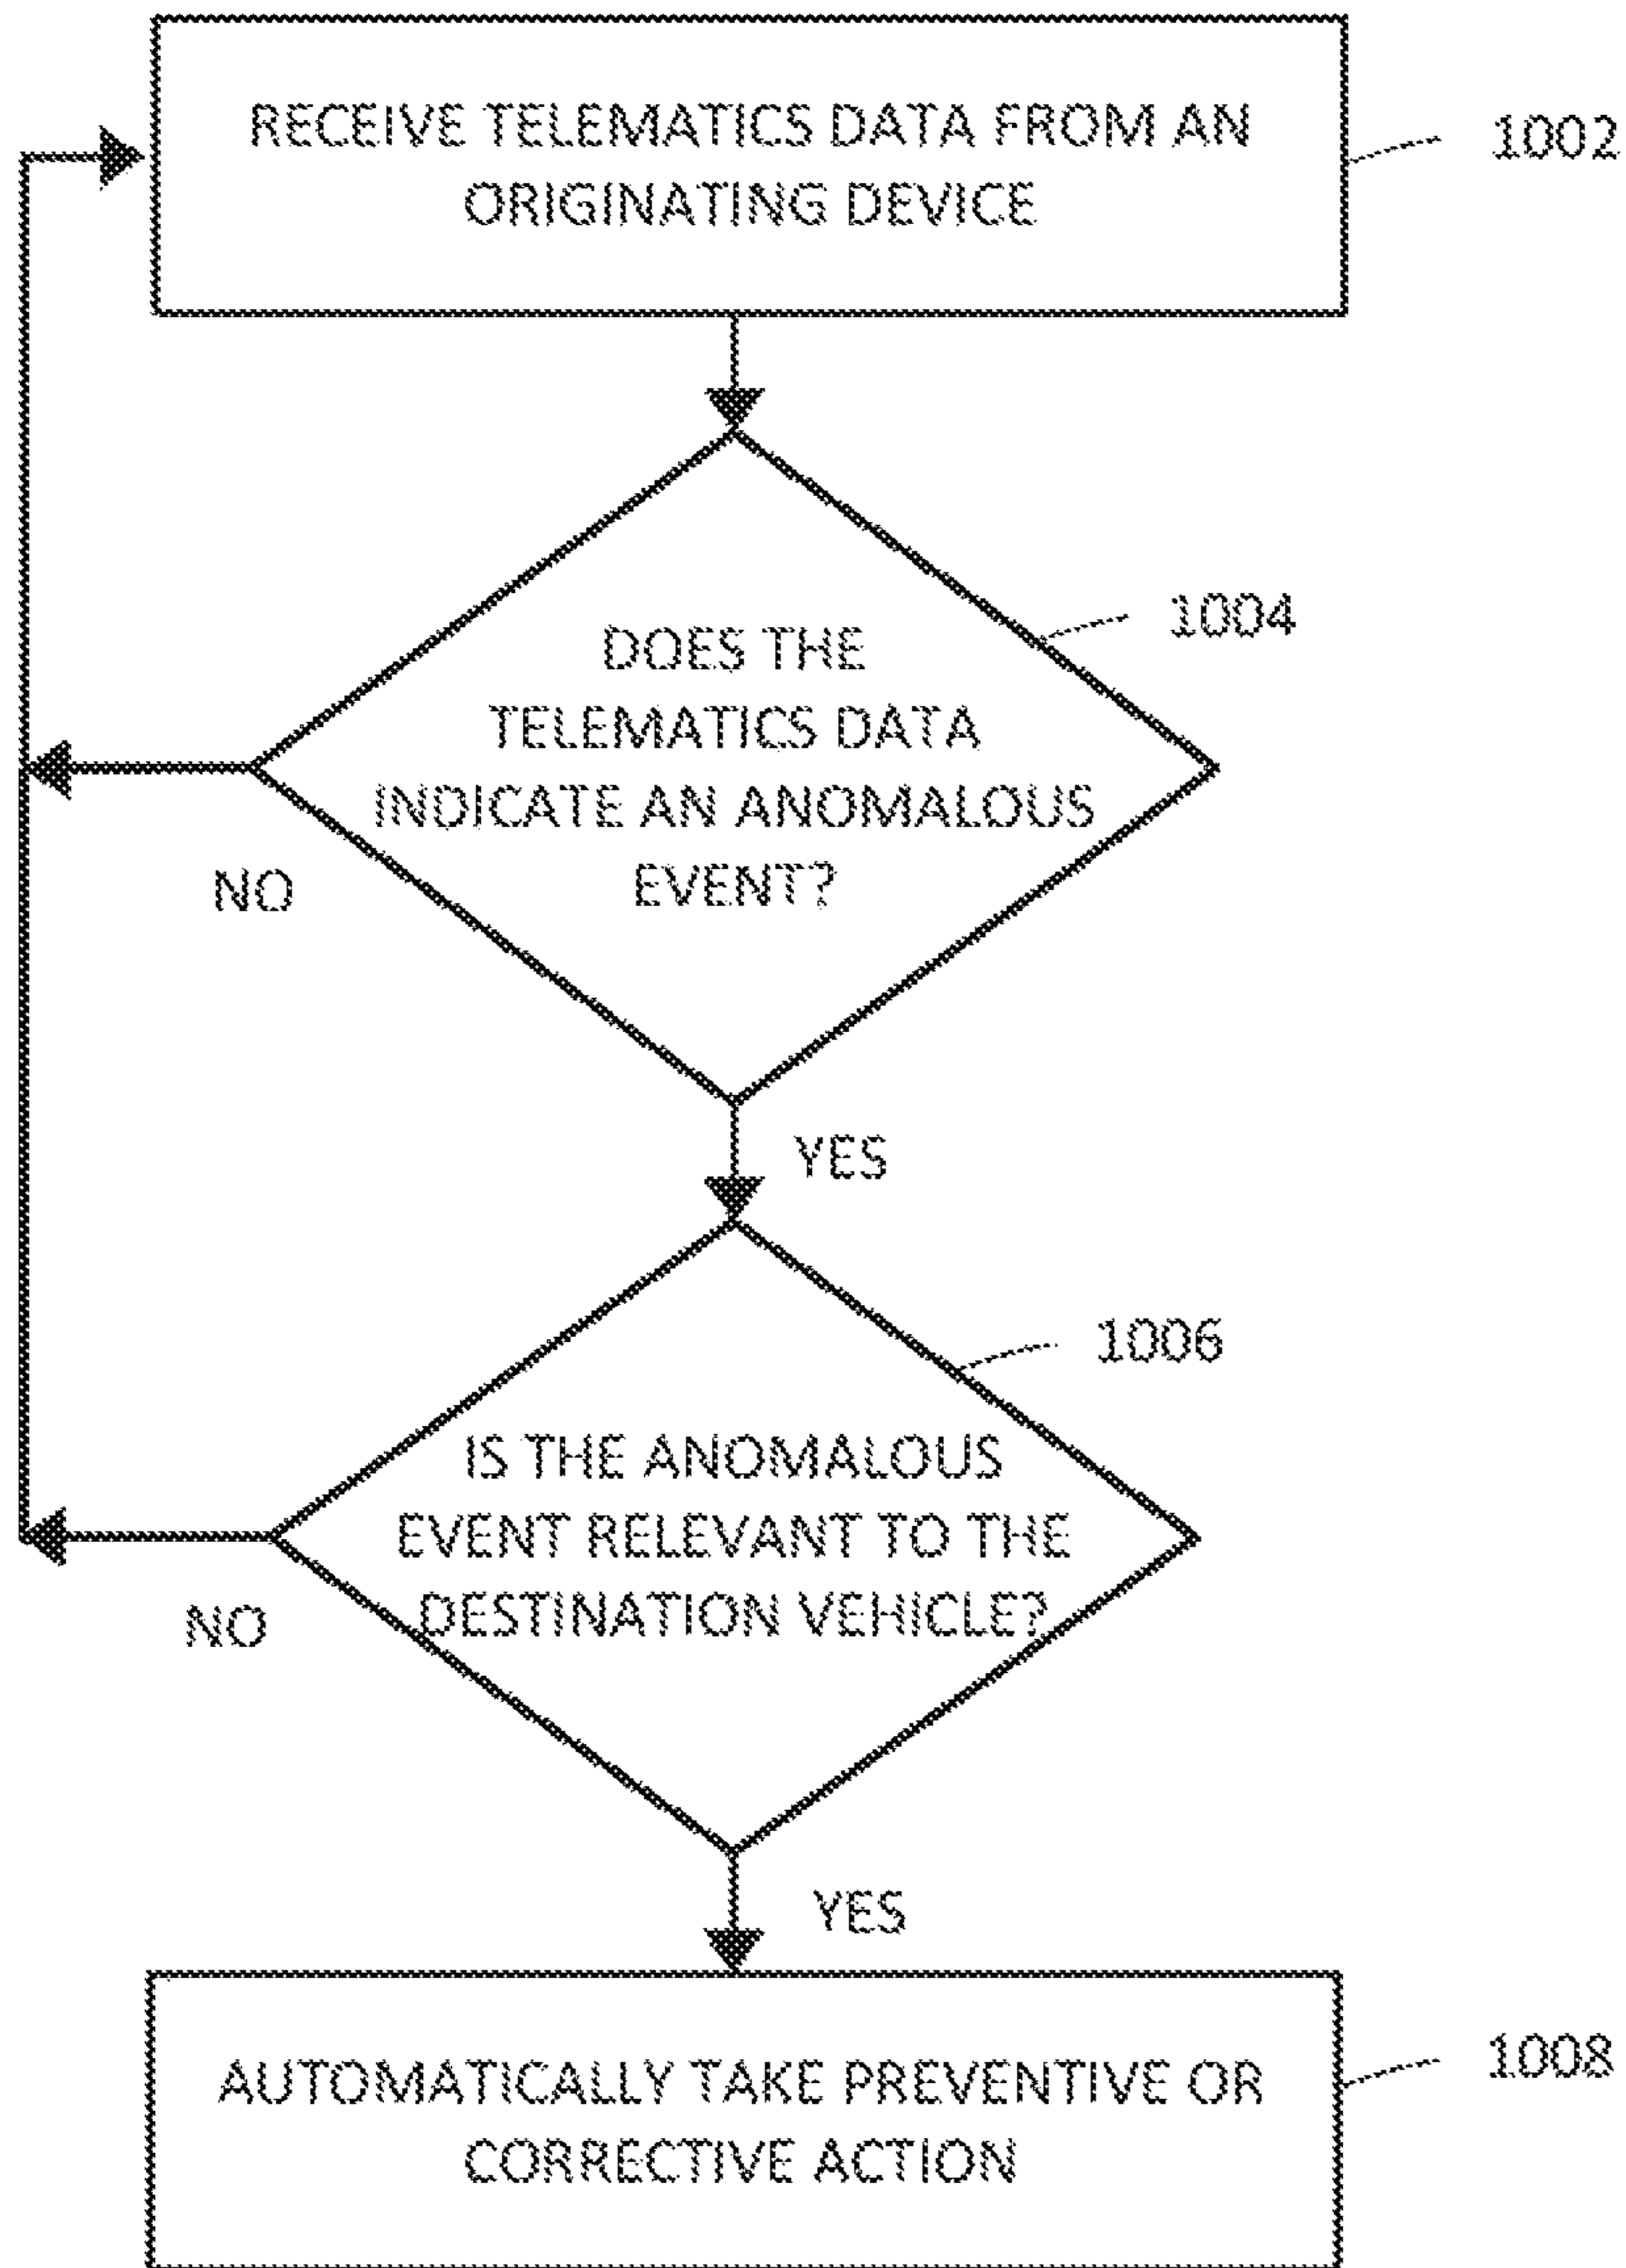 RECEIVE TELEMATICS DATA FROM AN
ORIGINATING DEVICE
1002
DOES THE
TELEMATICS DATA
INDICATE AN ANOMALOUS
EVENT?
1004
NO
YES
IS THE ANOMALOUS
EVENT RELEVANT TO THE
DESTINATION VEHICLE?
1006
NO
YES
AUTOMATICALLY TAKE PREVENTIVE OR
CORRECTIVE ACTION
1008